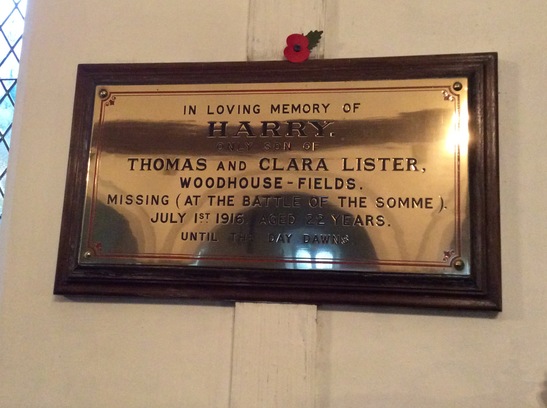 IN LOVING MEMORY OF
HARRY,
ONLY SON OF
THOMAS AND CLARA LISTER,
WOODHOUSE-FIELDS.
MISSING (AT THE BATTLE OF THE SOMME).
JULY 1ST 1916, AGED 22 YEARS.
UNTIL THE DAY DAWNS.